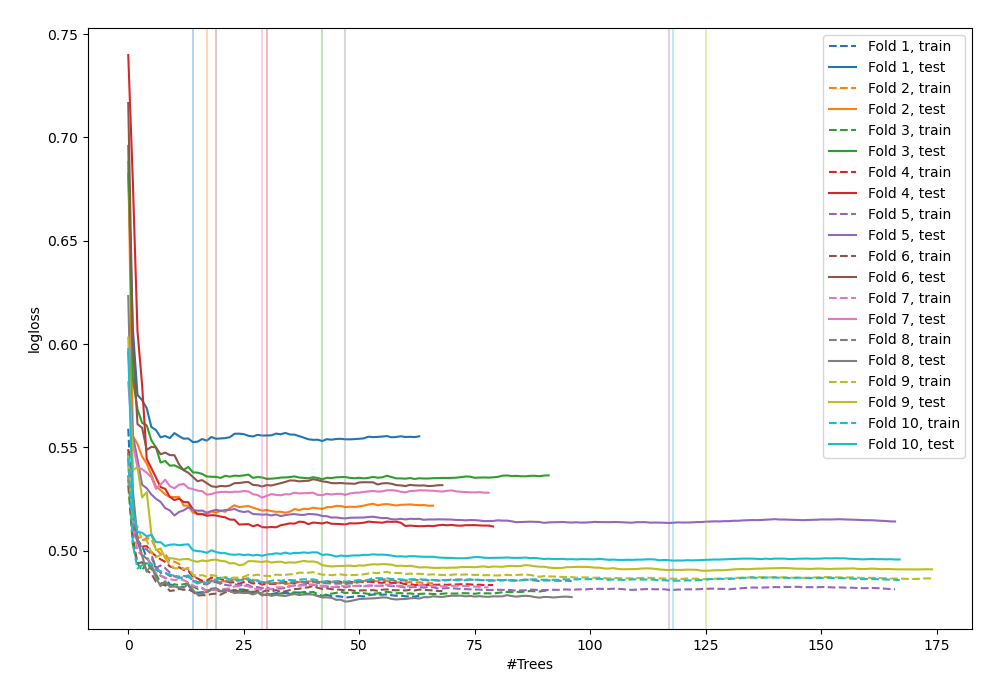 0.75
0.70
0.65
0.60
0.55
0.50
logloss
0
25
50
75
100
125
150
175
#Trees
Fold 1, train
Fold 1, test
Fold 2, train
Fold 2, test
Fold 3, train
Fold 3, test
Fold 4, train
Fold 4, test
Fold 5, train
Fold 5, test
Fold 6, train
Fold 6, test
Fold 7, train
Fold 7, test
Fold 8, train
Fold 8, test
Fold 9, train
Fold 9, test
Fold 10, train
Fold 10, test